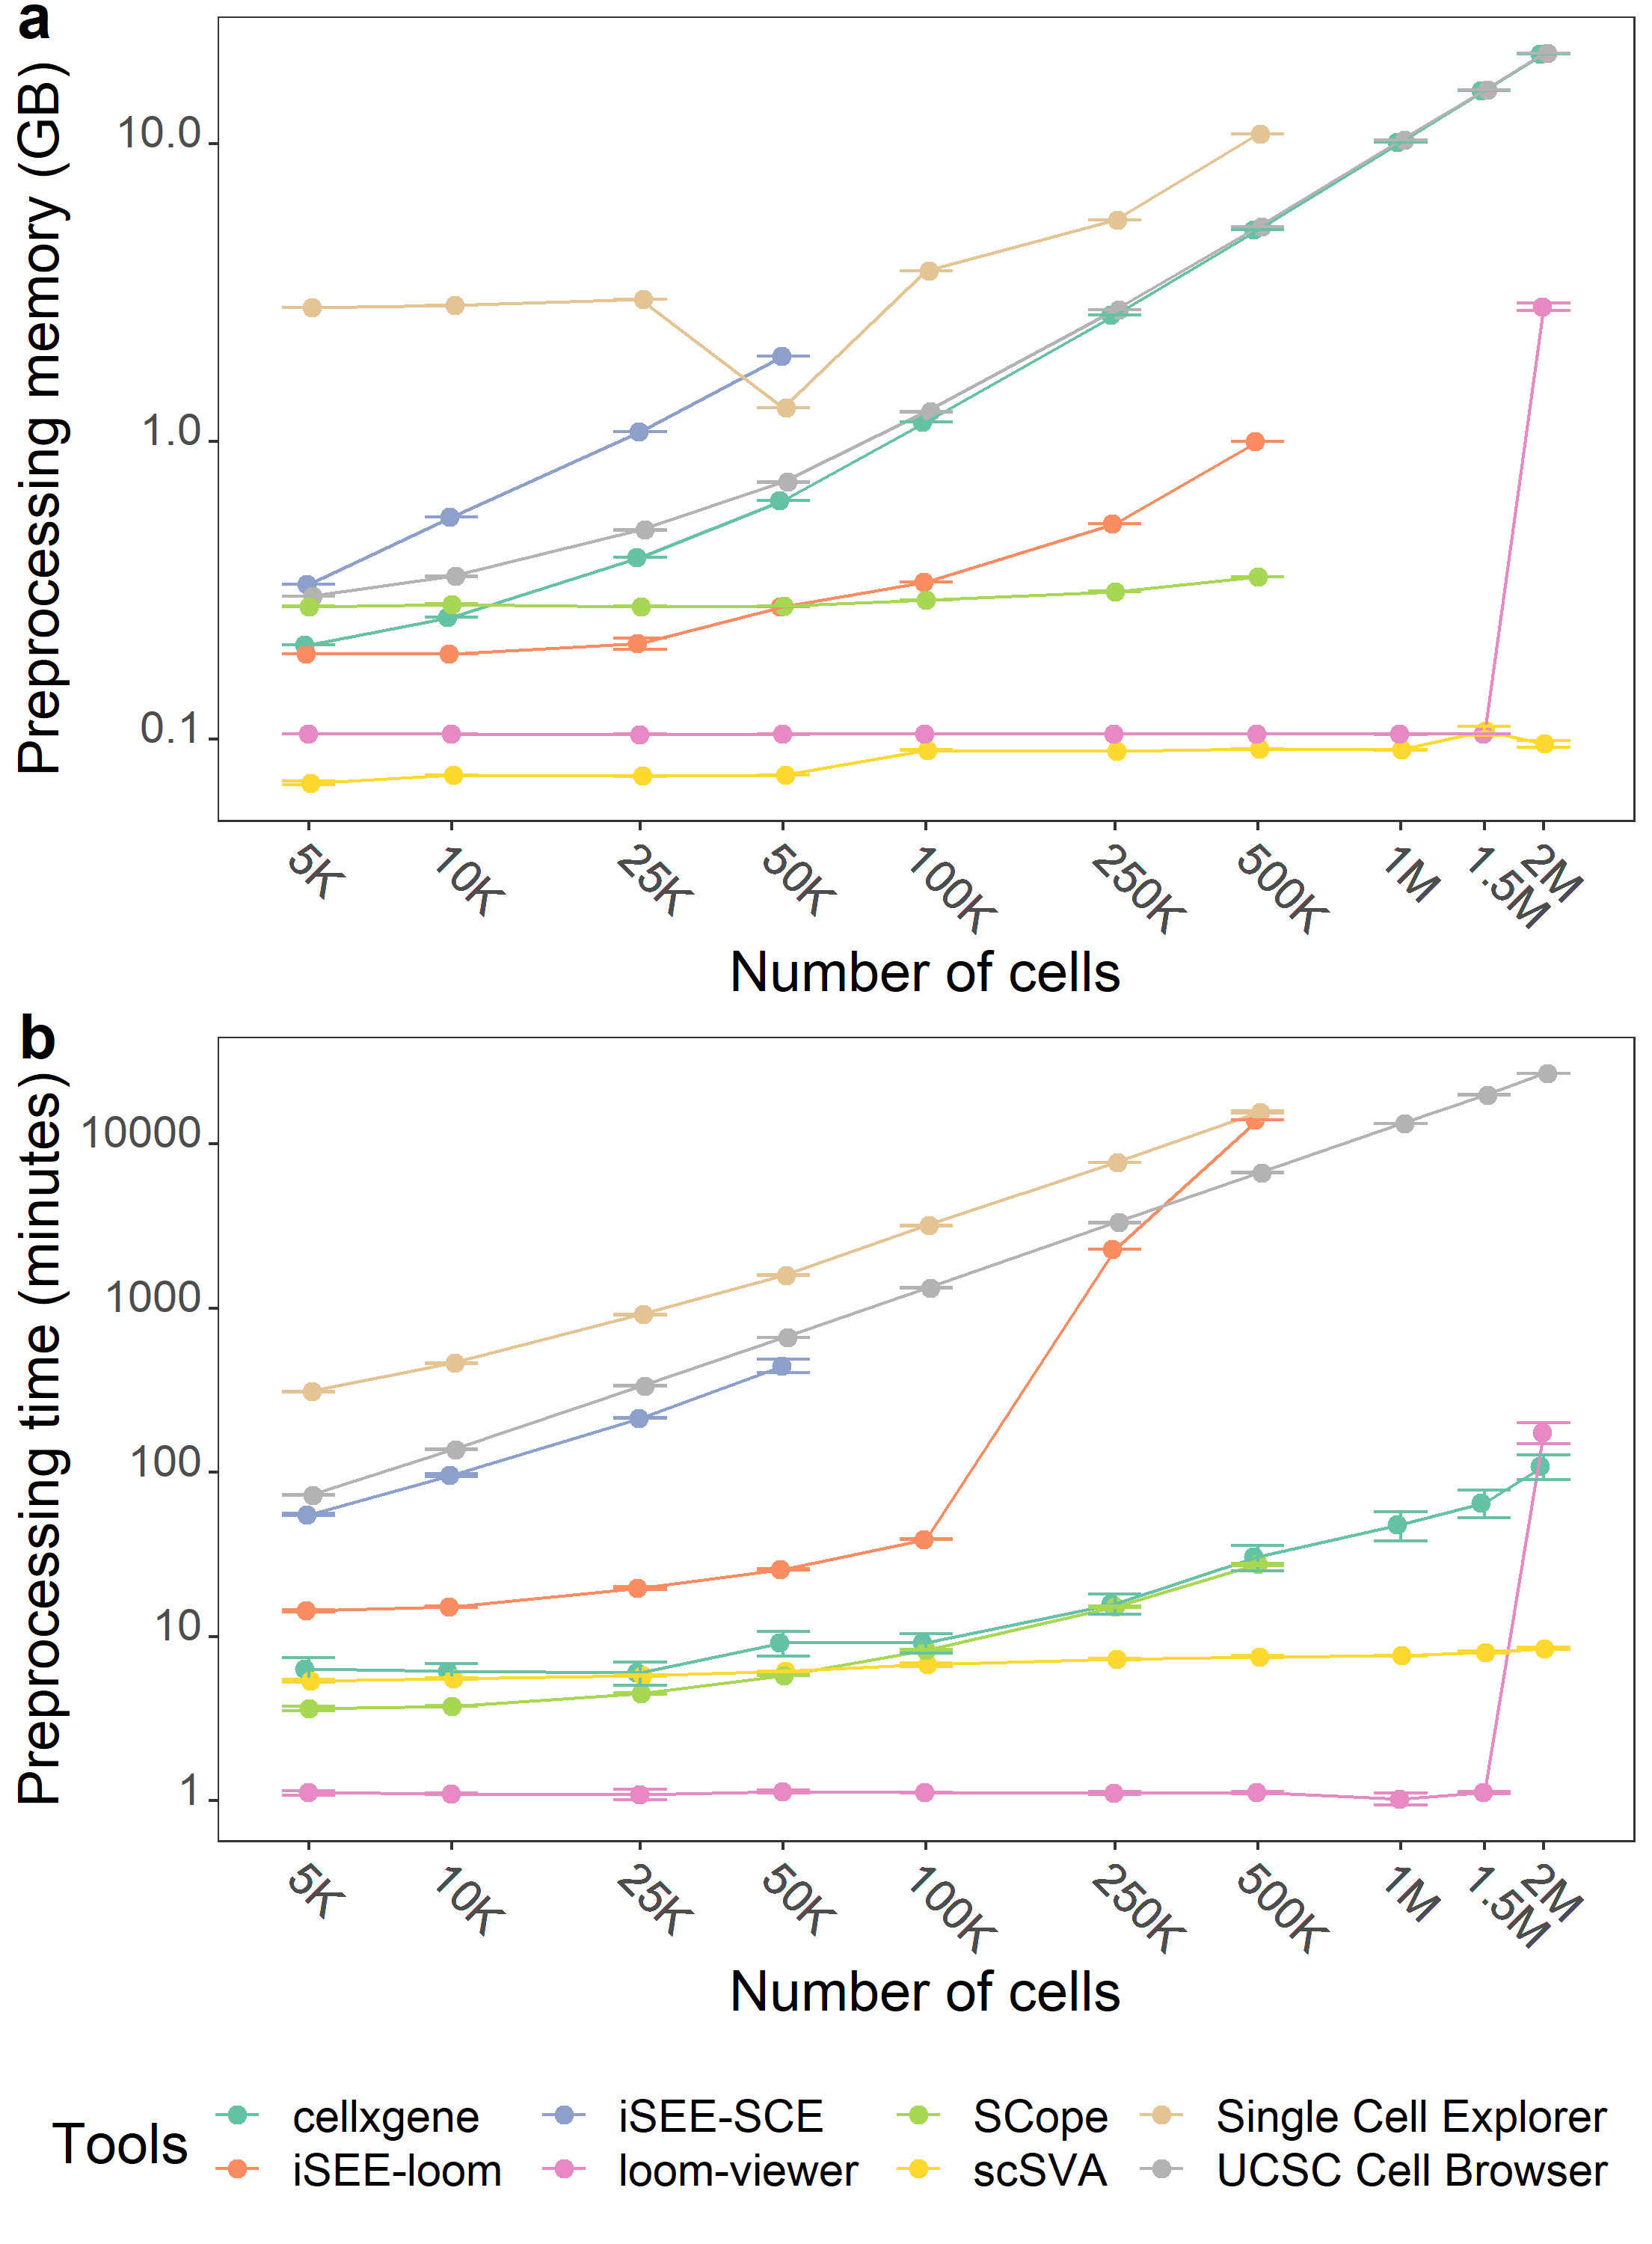 a
Preprocessing memory (GB)
10.0
1.0
0.1
5K 10K 25K 50K 100K 250K 500K 1M 1.5M 2M
Number of cells
b
Preprocessing time (minutes)
10000
1000
100
10
1
5K 10K 25K 50K 100K 250K 500K 1M 1.5M 2M
Number of cells
Tools
cellxgene iSEE-SCE SCope Single Cell Explorer
iSEE-loom loom-viewer scSVA UCSC Cell Browser